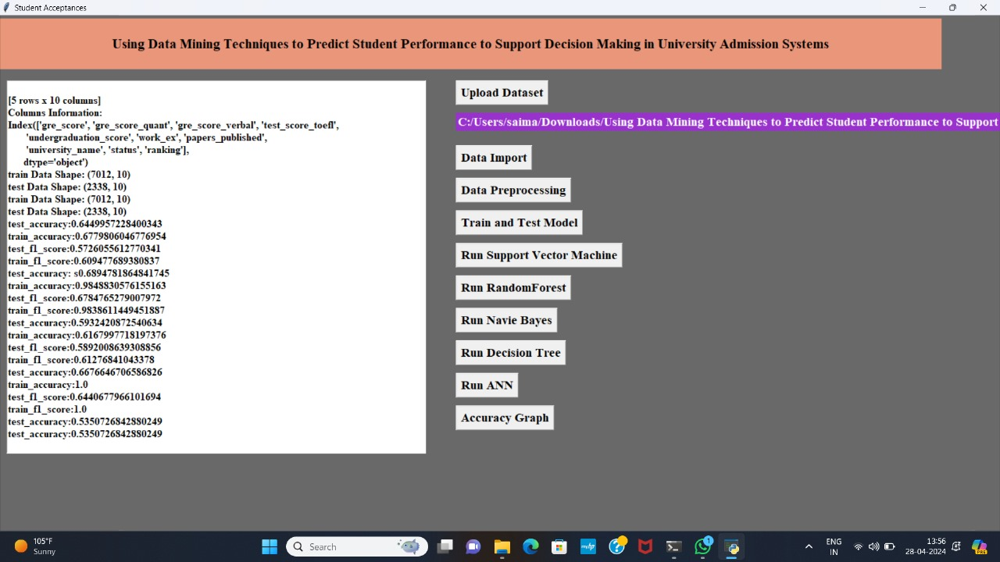 Student Acceptances
Using Data Mining Techniques to Predict Student Performance to Support Decision Making in University Admission Systems
[5 rows x 10 columns]
Columns Information:
Index(['gre_score', 'gre_score_quant', 'gre_score_verbal', 'test_score_toefl',
'undergraduation_score', 'work_ex', 'papers_published',
'university_name', 'status', 'ranking'],
dtype='object')
train Data Shape: (7012, 10)
test Data Shape: (2338, 10)
train Data Shape: (7012, 10)
test Data Shape: (2338, 10)
test_accuracy:0.6449957228400343
train_accuracy:0.6779806046776954
test_f1_score:0.5726055612770341
train_f1_score:0.609477689380837
test_accuracy: s0.6894781864841745
train_accuracy:0.9848830576155163
test_f1_score:0.6784765279007972
train_f1_score:0.9838611449451887
test_accuracy:0.5932420872540634
train_accuracy:0.6167997718197376
test_f1_score:0.5892008639308856
train_f1_score:0.61276841043378
test_accuracy:0.6676646706586826
train_accuracy:1.0
test_f1_score:0.6440677966101694
train_f1_score:1.0
test_accuracy:0.5350726842880249
test_accuracy:0.5350726842880249
Upload Dataset
C:/Users/saima/Downloads/Using Data Mining Techniques to Predict Student Performance to Support
Data Import
Data Preprocessing
Train and Test Model
Run Support Vector Machine
Run RandomForest
Run Navie Bayes
Run Decision Tree
Run ANN
Accuracy Graph
105°F
Sunny
Search
myhp
1
ENG
IN
13:56
28-04-2024
PRE